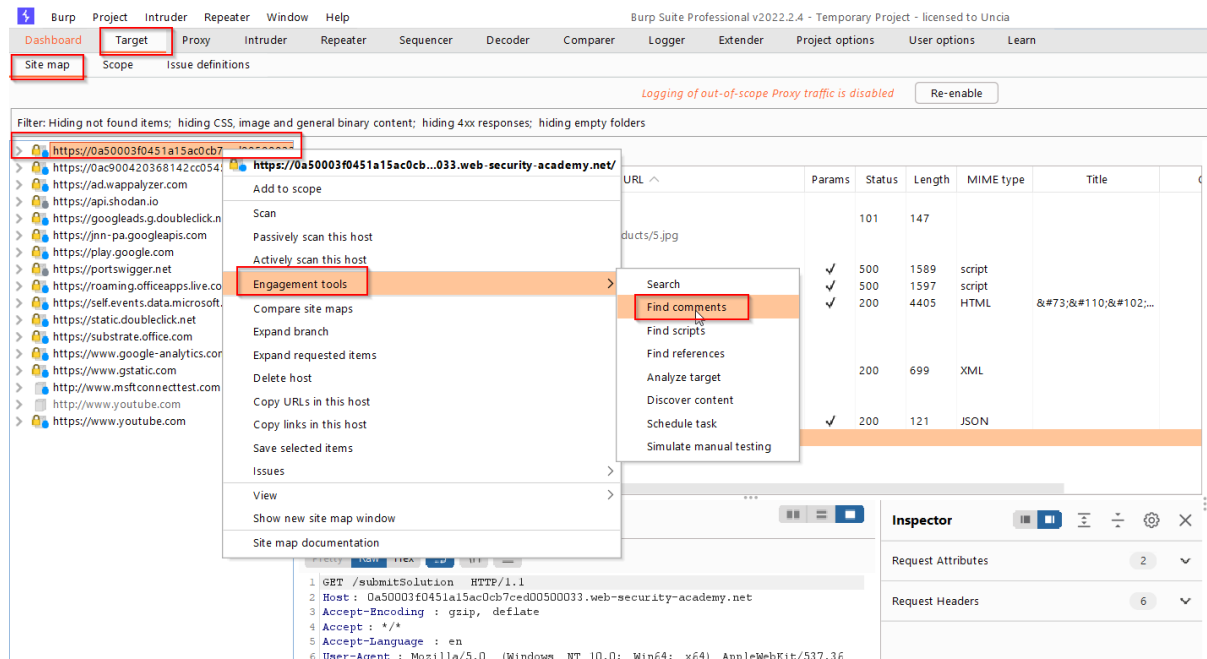 Burp Project Intruder Repeater Window Help Burp Suite Professional v2022.2.4 - Temporary Project - licensed to Uncia
Dashboard Target Proxy Intruder Repeater Sequencer Decoder Comparer Logger Extender Project options User options Learn
Site map Scope Issue definitions
Logging of out-of-scope Proxy traffic is disabled Re-enable
Filter: Hiding not found items; hiding CSS, image and general binary content; hiding 4xx responses; hiding empty folders
https://0a50003f0451a15ac0cb7
https://0ac900420368142cc054
https://ad.wappalyzer.com
https://api.shodan.io
https://googleads.g.doubleclick.n
https://jnn-pa.googleapis.com
https://play.google.com
https://portswigger.net
https://roaming.officeapps.live.co
https://self.events.data.microsoft.
https://static.doubleclick.net
https://substrate.office.com
https://www.google-analytics.com
https://www.gstatic.com
http://www.msftconnecttest.com
http://www.youtube.com
https://www.youtube.com
https://0a50003f0451a15ac0cb...033.web-security-academy.net/
Add to scope
Scan
Passively scan this host
Actively scan this host
Engagement tools
Compare site maps
Expand branch
Expand requested items
Delete host
Copy URLs in this host
Copy links in this host
Save selected items
Issues
View
Show new site map window
Site map documentation
Search
Find comments
Find scripts
Find references
Analyze target
Discover content
Schedule task
Simulate manual testing
URL Params Status Length MIME type Title
101 147
ducts/5.jpg
500 1589 script
500 1597 script
200 4405 HTML &#73;&#110;&#102;...
200 699 XML
200 121 JSON
Pretty Raw Hex
1 GET /submitSolution HTTP/1.1
2 Host: 0a50003f0451a15ac0cb7ced00500033.web-security-academy.net
3 Accept-Encoding : gzip, deflate
4 Accept : */*
5 Accept-Language : en
6 User-Agent : Mozilla/5.0 (Windows NT 10.0; Win64; x64) AppleWebKit/537.36
Inspector
Request Attributes 2
Request Headers 6